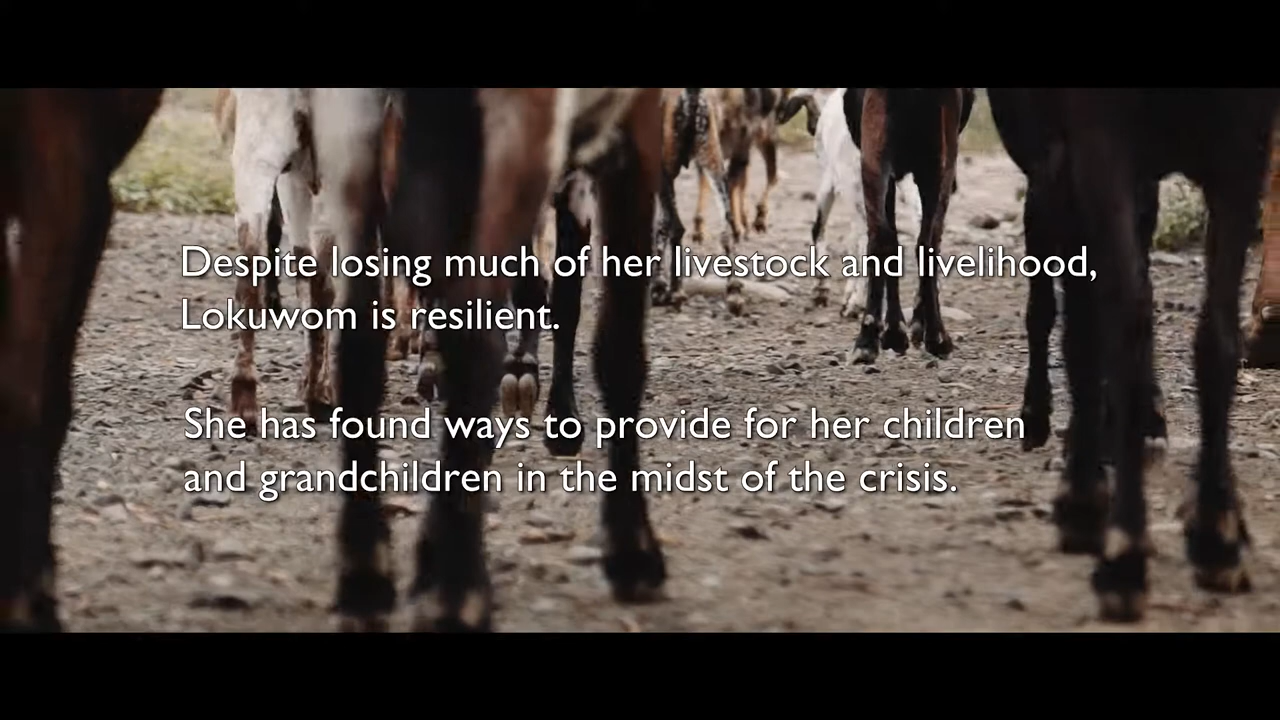 Despite losing much of her livestock and livelihood,
Lokuwom is resilient.
She has found ways to provide for her children
and grandchildren in the midst of the crisis.